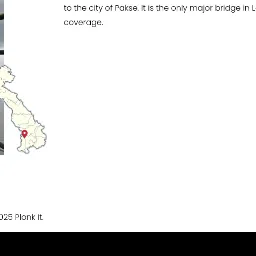 to the city of Pakse. It is the only major bridge in L
coverage.
025 Plonk It.